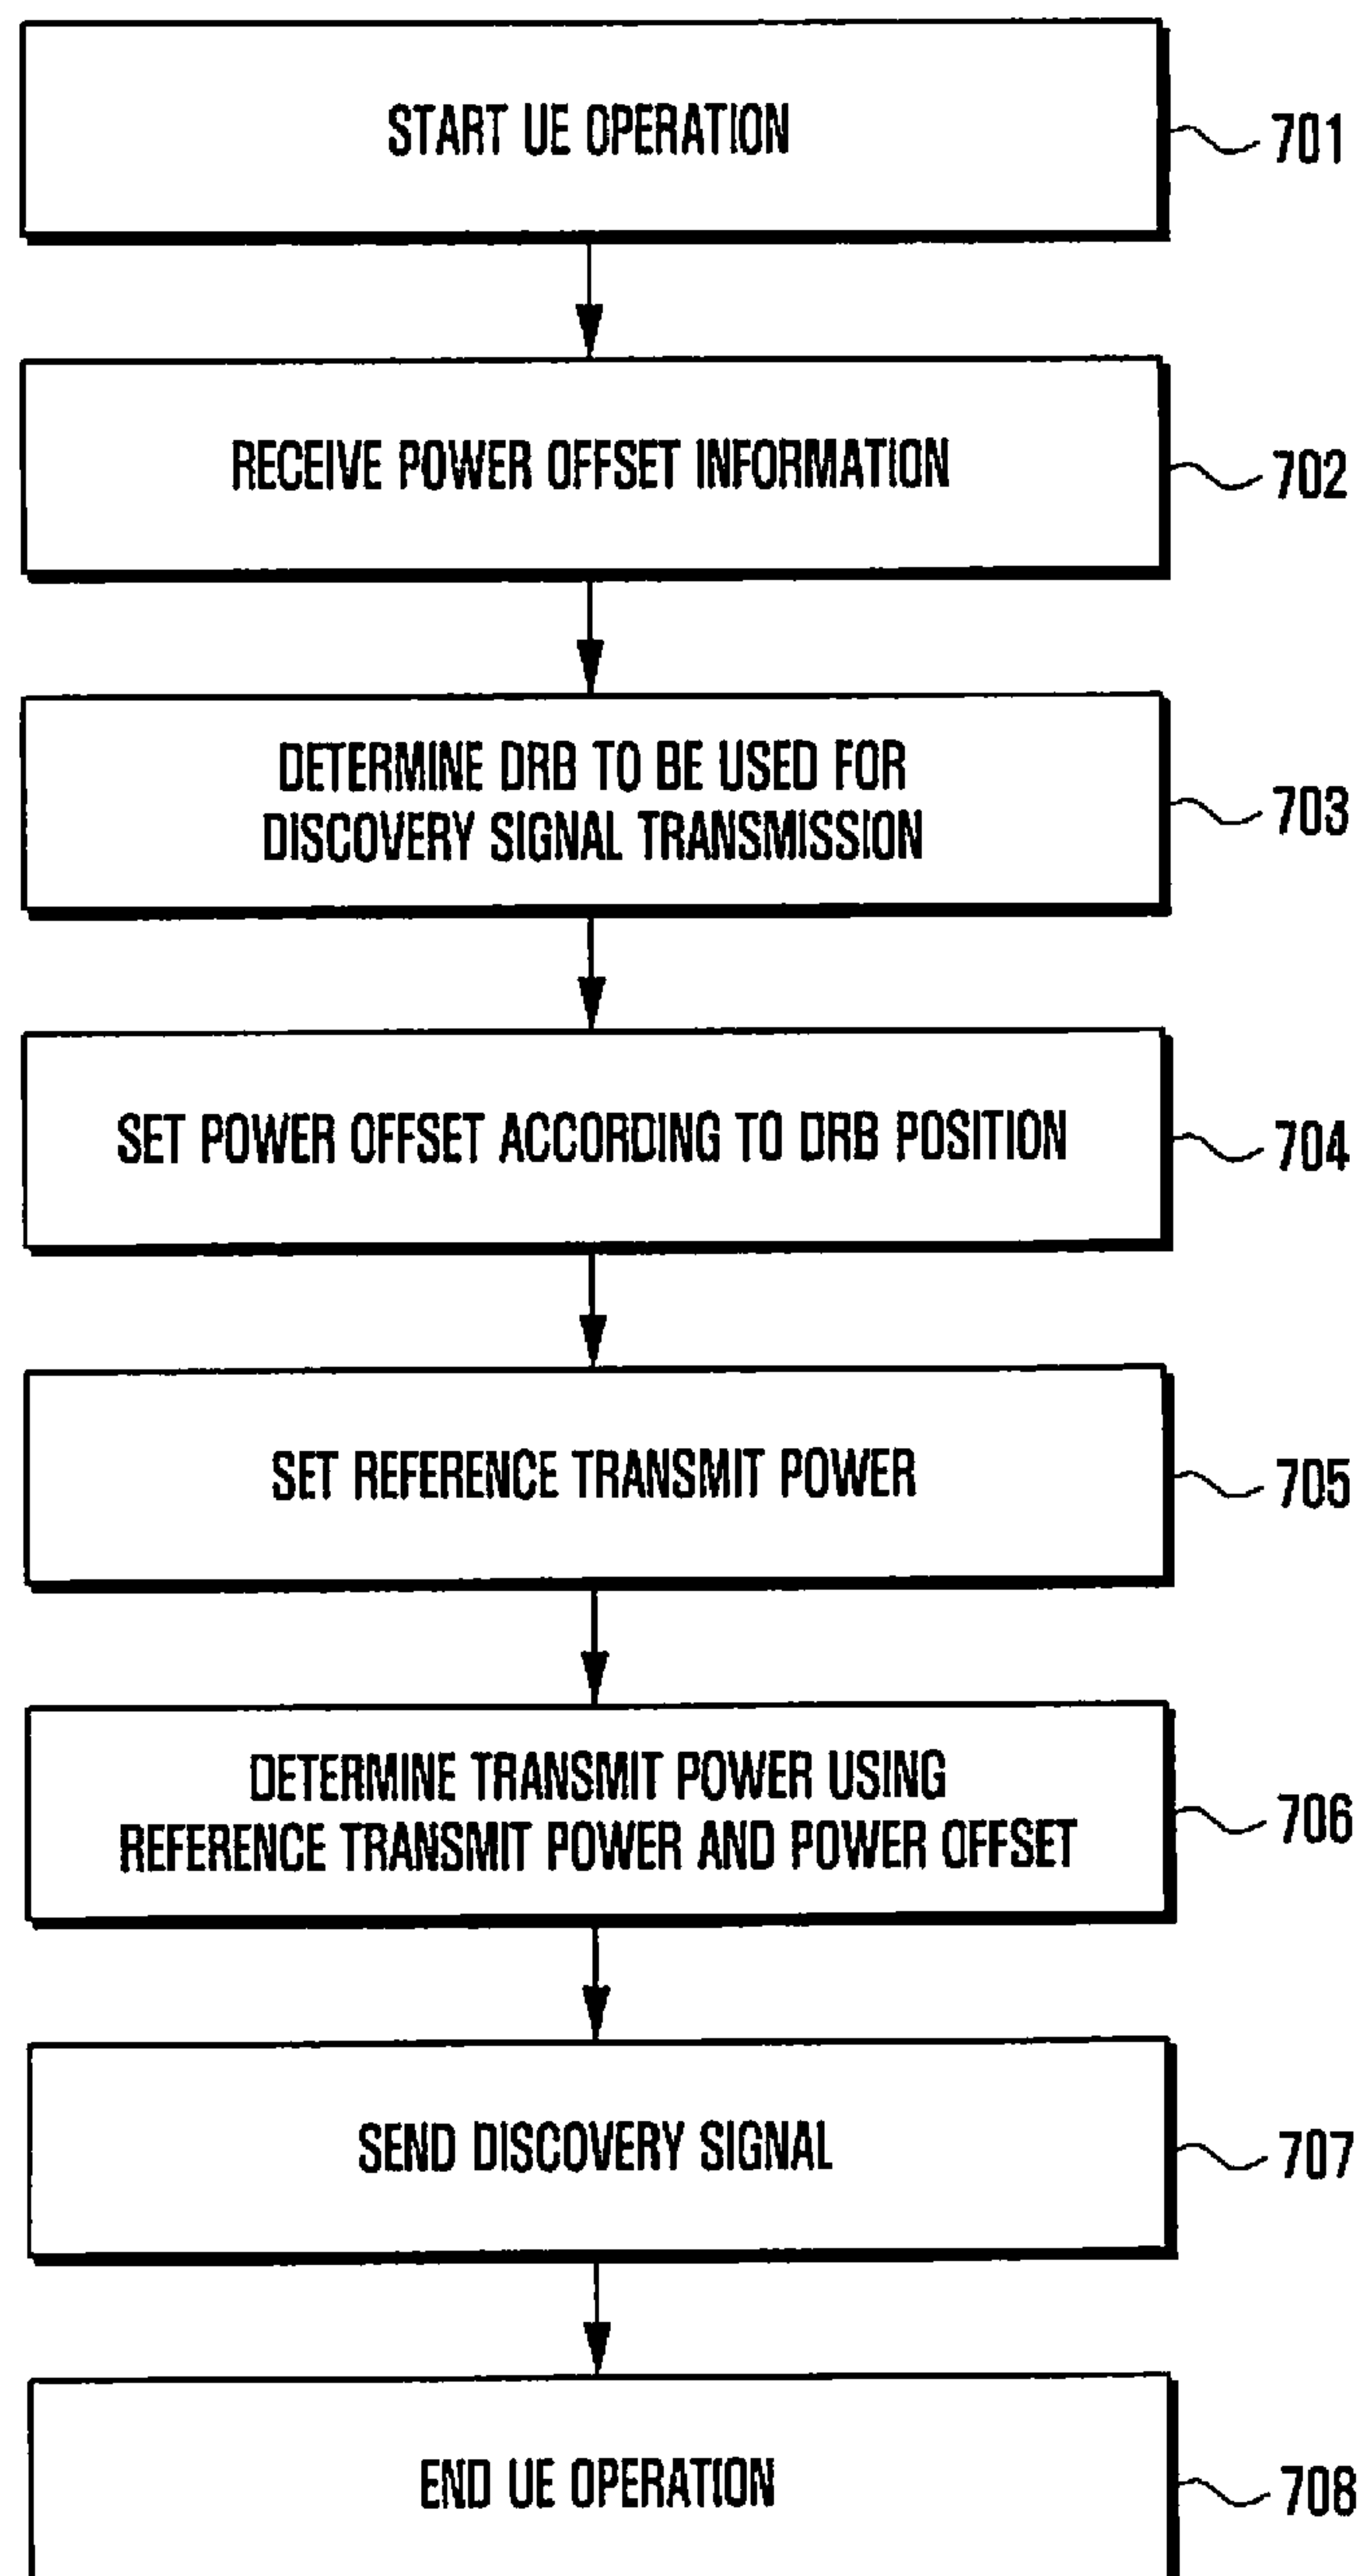 START UE OPERATION
701
RECEIVE POWER OFFSET INFORMATION
702
DETERMINE DRB TO BE USED FOR
DISCOVERY SIGNAL TRANSMISSION
703
SET POWER OFFSET ACCORDING TO DRB POSITION
704
SET REFERENCE TRANSMIT POWER
705
DETERMINE TRANSMIT POWER USING
REFERENCE TRANSMIT POWER AND POWER OFFSET
706
SEND DISCOVERY SIGNAL
707
END UE OPERATION
708